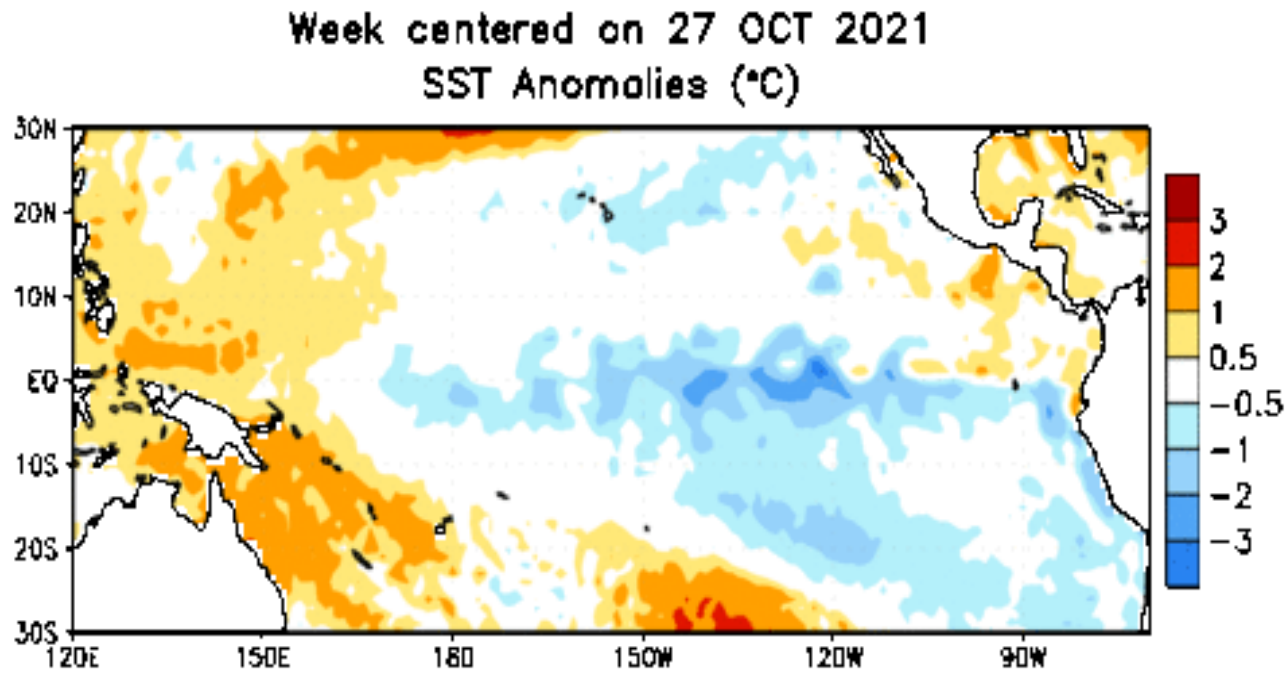 Week centered on 27 OCT 2021
SST Anomalies (°C)
30N
20N
10N
EQ
10S
20S
30S
120E 150E 180 150W 120W 90W
3
2
1
0.5
-0.5
-1
-2
-3